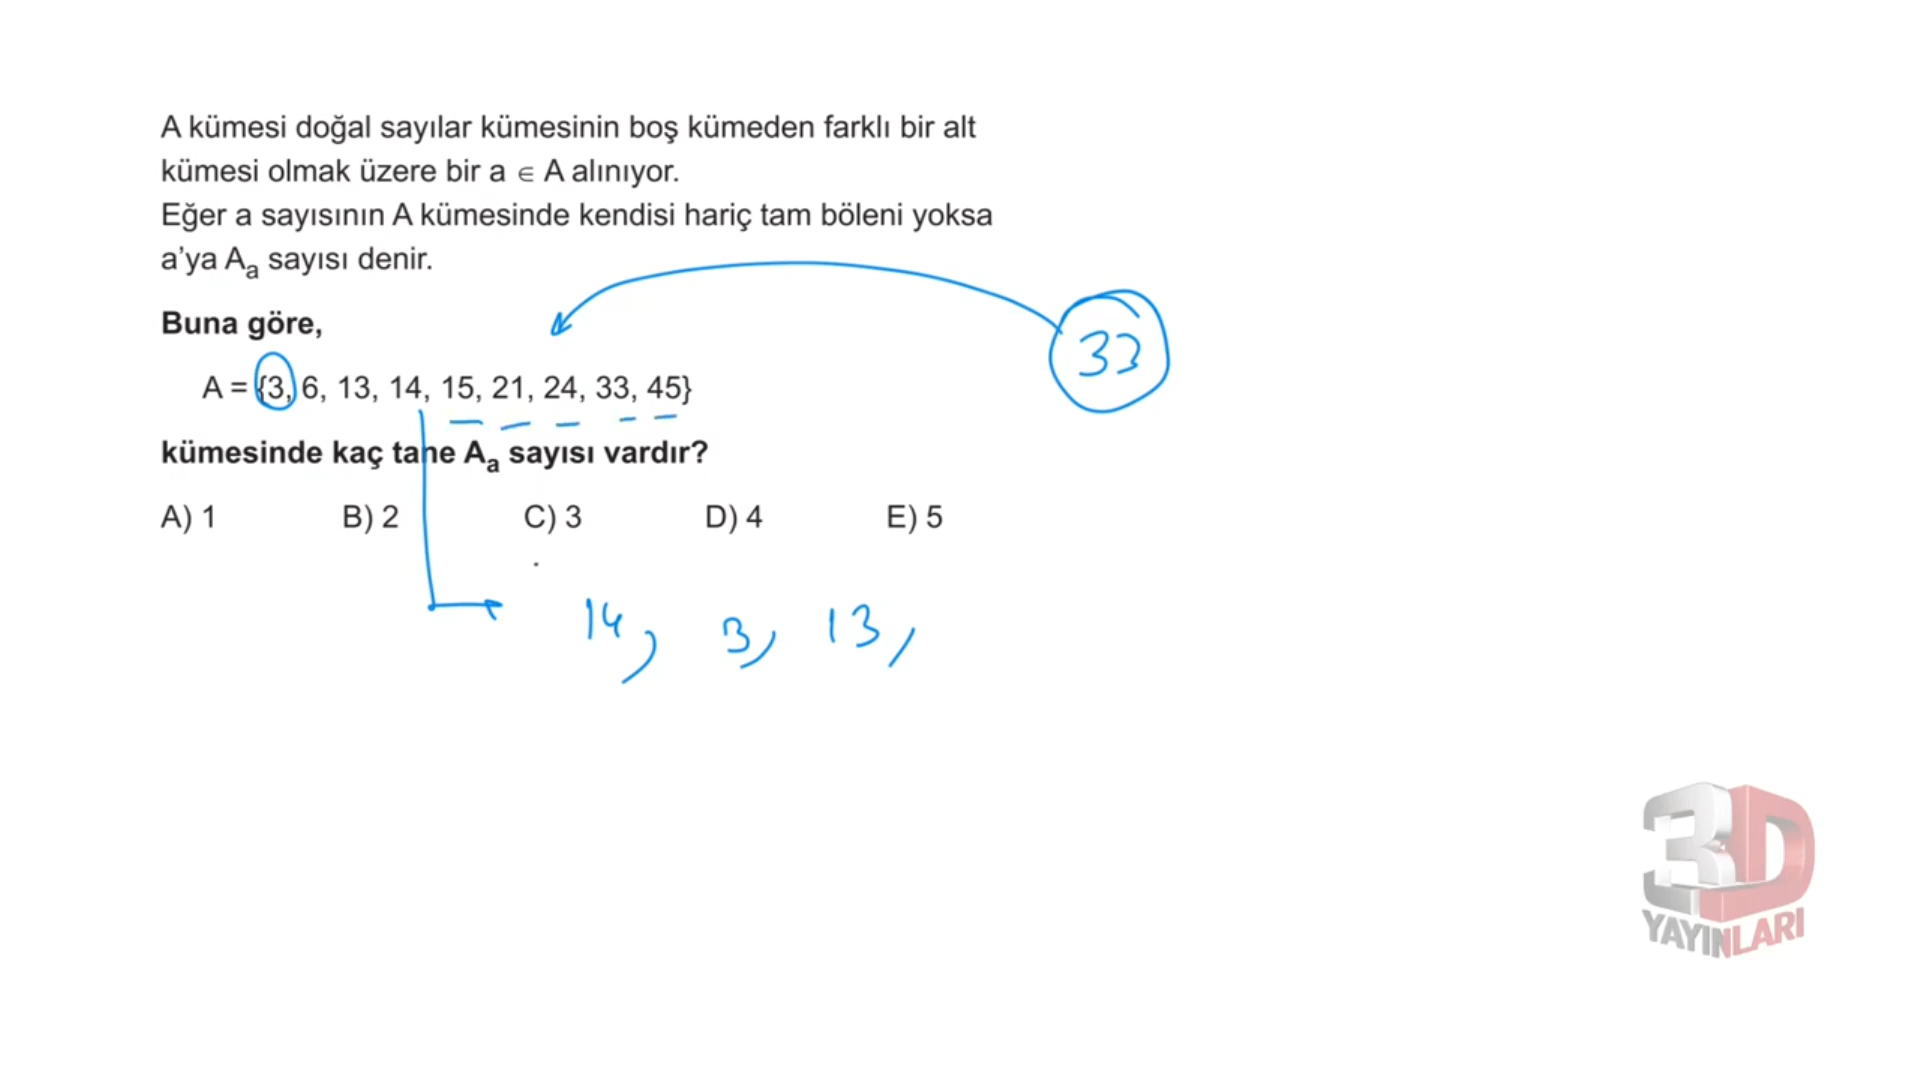 A kümesi doğal sayılar kümesinin boş kümeden farklı bir alt
kümesi olmak üzere bir a ∈ A alınıyor.
Eğer a sayısının A kümesinde kendisi hariç tam böleni yoksa
a'ya Aₐ sayısı denir.
Buna göre,
33
A = {3, 6, 13, 14, 15, 21, 24, 33, 45}
kümesinde kaç tane Aₐ sayısı vardır?
A) 1 B) 2 C) 3 D) 4 E) 5
14, 3, 13,
3D
YAYINLARI